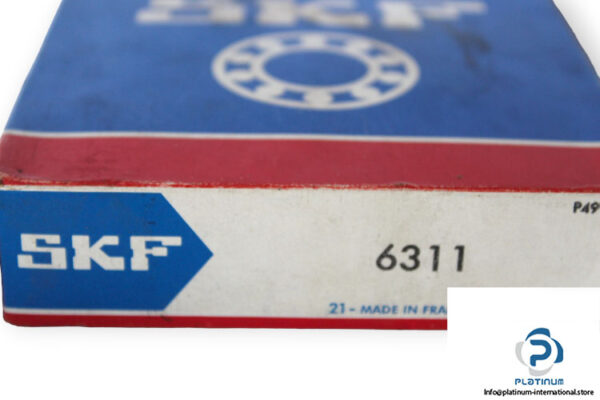 SKF
SKF
6311
P49
21- MADE IN FRA
PLATINUM
Info@platinum-international.store